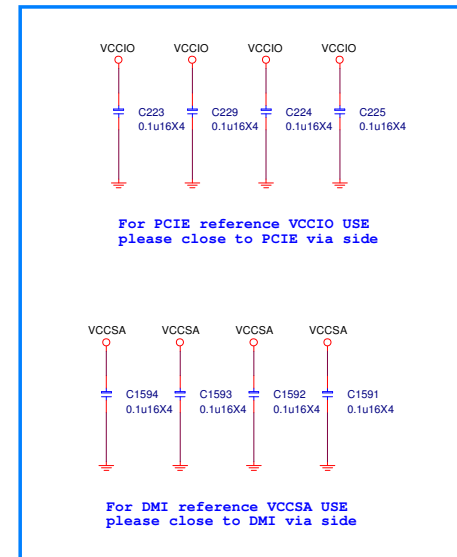 VCCIO VCCIO VCCIO VCCIO
C223 C229 C224 C225
0.1u16X4 0.1u16X4 0.1u16X4 0.1u16X4
For PCIE reference VCCIO USE
please close to PCIE via side
VCCSA VCCSA VCCSA VCCSA
C1594 C1593 C1592 C1591
0.1u16X4 0.1u16X4 0.1u16X4 0.1u16X4
For DMI reference VCCSA USE
please close to DMI via side